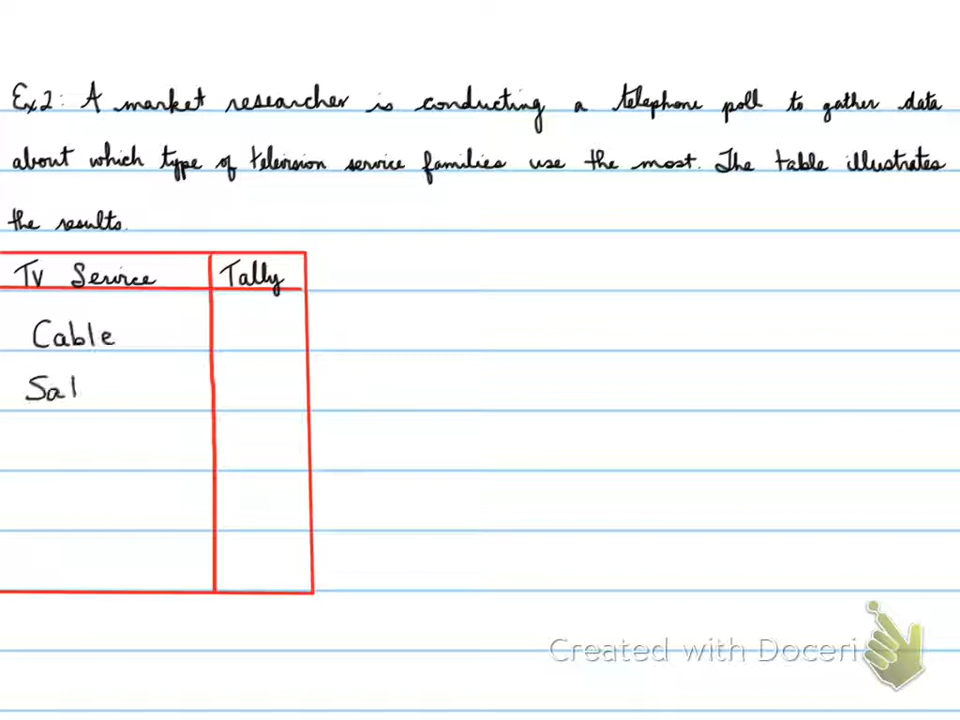 Ex2: A market researcher is conducting a telephone poll to gather data
about which type of television service families use the most. The table illustrates
the results.
TV Service Tally
Cable
Sal
Created with Doceri